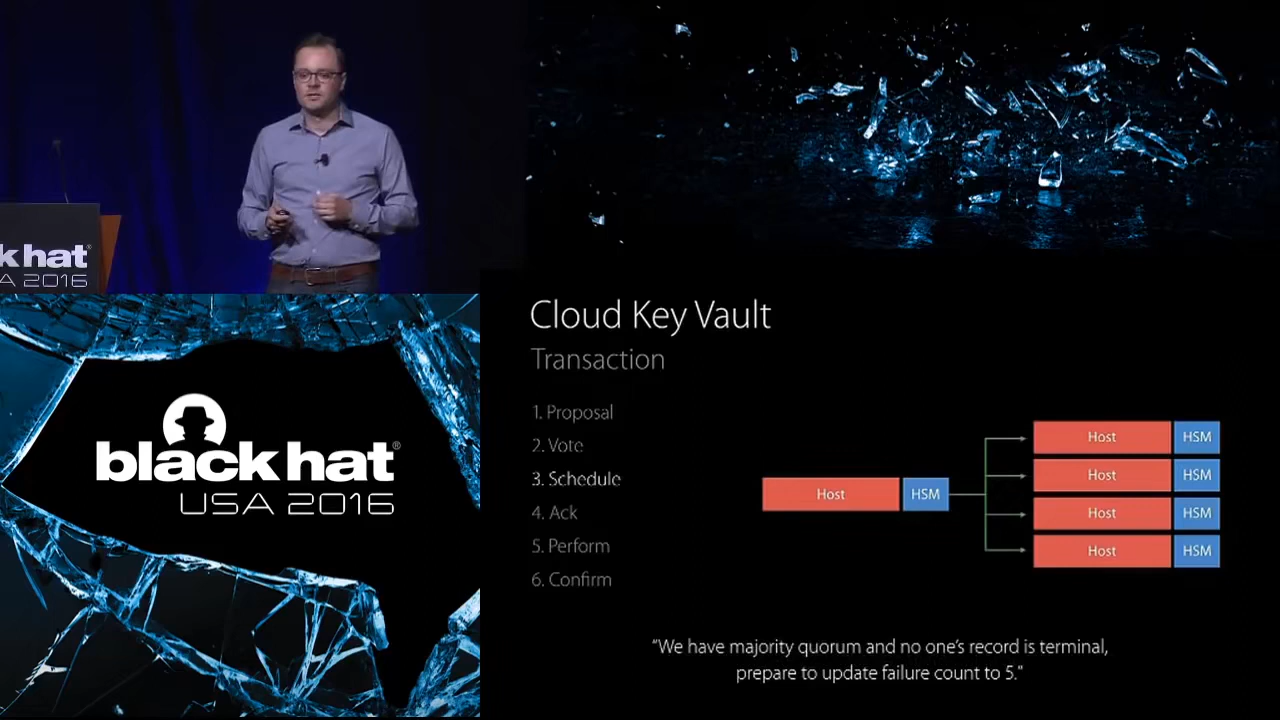 k hat®
A 2016
black hat®
USA 2016
Cloud Key Vault
Transaction
1. Proposal
2. Vote
3. Schedule
4. Ack
5. Perform
6. Confirm
Host HSM
Host HSM
Host HSM
Host HSM
Host HSM
“We have majority quorum and no one’s record is terminal,
prepare to update failure count to 5.”